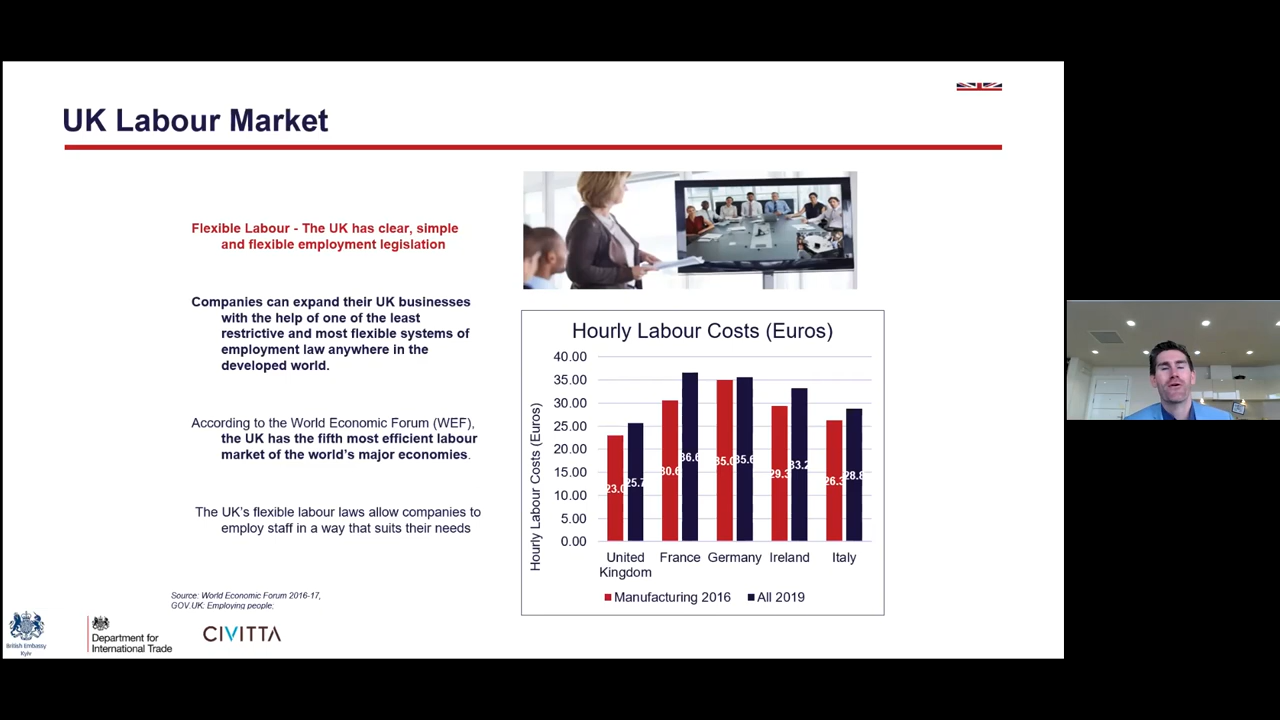 UK Labour Market
Flexible Labour - The UK has clear, simple
and flexible employment legislation
Companies can expand their UK businesses
with the help of one of the least
restrictive and most flexible systems of
employment law anywhere in the
developed world.
According to the World Economic Forum (WEF),
the UK has the fifth most efficient labour
market of the world's major economies.
The UK's flexible labour laws allow companies to
employ staff in a way that suits their needs
Source: World Economic Forum 2016-17,
GOV.UK: Employing people;
Hourly Labour Costs (Euros)
Hourly Labour Costs (Euros)
40.00
35.00
30.00
25.00
20.00
15.00
10.00
5.00
0.00
23.0 25.7 30.6 36.6 35.0 35.6 29.3 33.2 26.3 28.8
United Kingdom France Germany Ireland Italy
Manufacturing 2016 All 2019
British Embassy
Kyiv
Department for
International Trade
CIVITTA